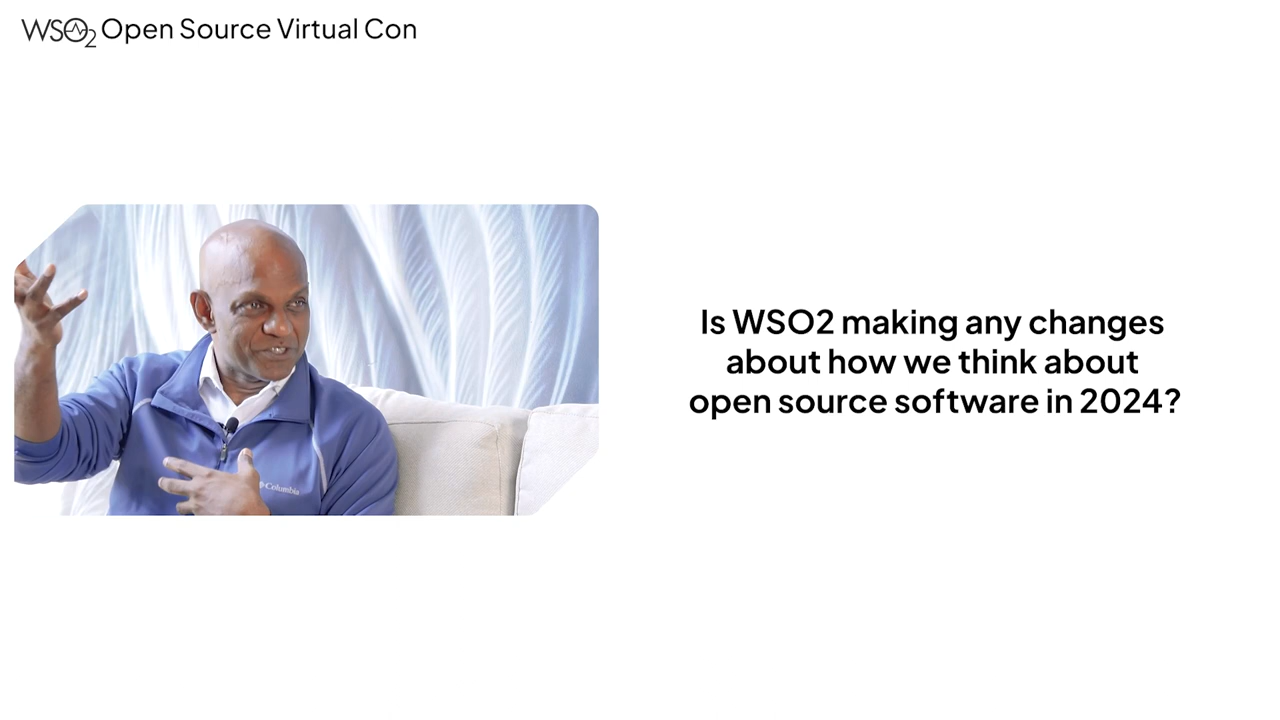 WSO2 Open Source Virtual Con
Is WSO2 making any changes
about how we think about
open source software in 2024?
Columbia